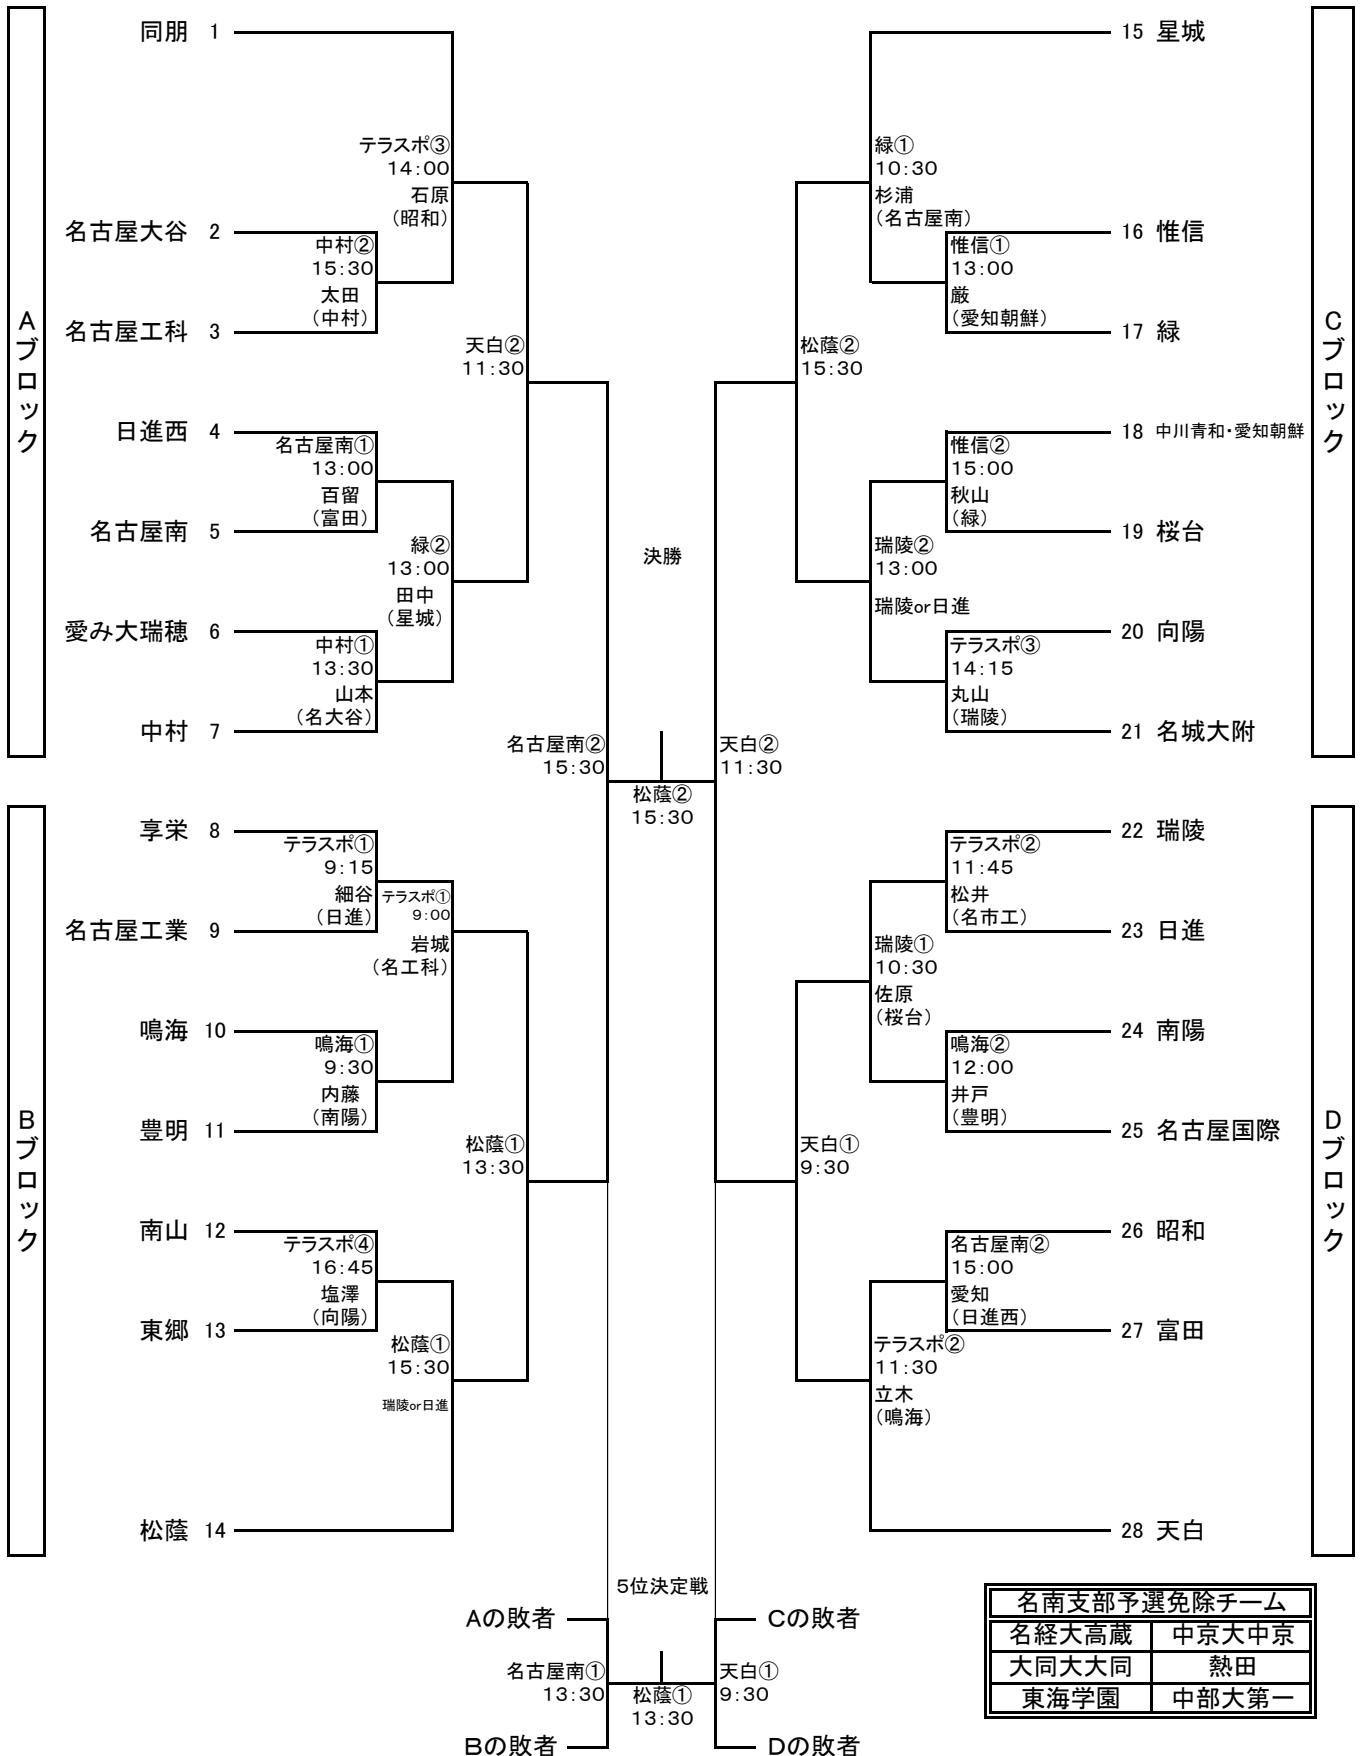 Aブロック
同朋 1
テラスポ③
14:00
石原
(昭和)
名古屋大谷 2
中村②
15:30
太田
(中村)
名古屋工科 3
天白②
11:30
日進西 4
名古屋南①
13:00
百留
(富田)
名古屋南 5
緑②
13:00
田中
(星城)
愛み大瑞穂 6
中村①
13:30
山本
(名大谷)
中村 7
名古屋南②
15:30
Bブロック
享栄 8
テラスポ①
9:15
細谷
(日進)
テラスポ①
9:00
岩城
(名工科)
名古屋工業 9
鳴海 10
鳴海①
9:30
内藤
(南陽)
豊明 11
松蔭①
13:30
南山 12
テラスポ④
16:45
塩澤
(向陽)
東郷 13
松蔭①
15:30
瑞陵or日進
松蔭 14
決勝
松蔭②
15:30
Cブロック
15 星城
緑①
10:30
杉浦
(名古屋南)
16 惟信
惟信①
13:00
厳
(愛知朝鮮)
17 緑
松蔭②
15:30
18 中川青和・愛知朝鮮
惟信②
15:00
秋山
(緑)
19 桜台
瑞陵②
13:00
瑞陵or日進
20 向陽
テラスポ③
14:15
丸山
(瑞陵)
21 名城大附
天白②
11:30
Dブロック
22 瑞陵
テラスポ②
11:45
松井
(名市工)
23 日進
瑞陵①
10:30
佐原
(桜台)
24 南陽
鳴海②
12:00
井戸
(豊明)
25 名古屋国際
天白①
9:30
26 昭和
名古屋南②
15:00
愛知
(日進西)
27 富田
テラスポ②
11:30
立木
(鳴海)
28 天白
5位決定戦
Aの敗者
Cの敗者
名古屋南①
13:30
松蔭①
13:30
天白①
9:30
Bの敗者
Dの敗者
名南支部予選免除チーム
名経大高蔵 中京大中京
大同大大同 熱田
東海学園 中部大第一